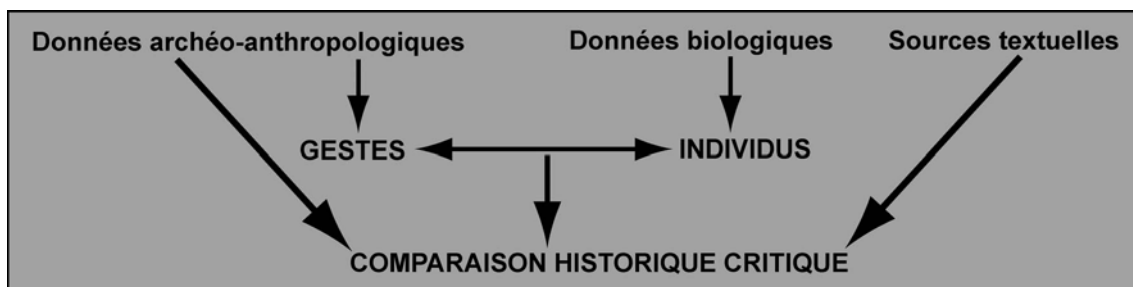 Données archéo-anthropologiques Données biologiques Sources textuelles
GESTES INDIVIDUS
COMPARAISON HISTORIQUE CRITIQUE